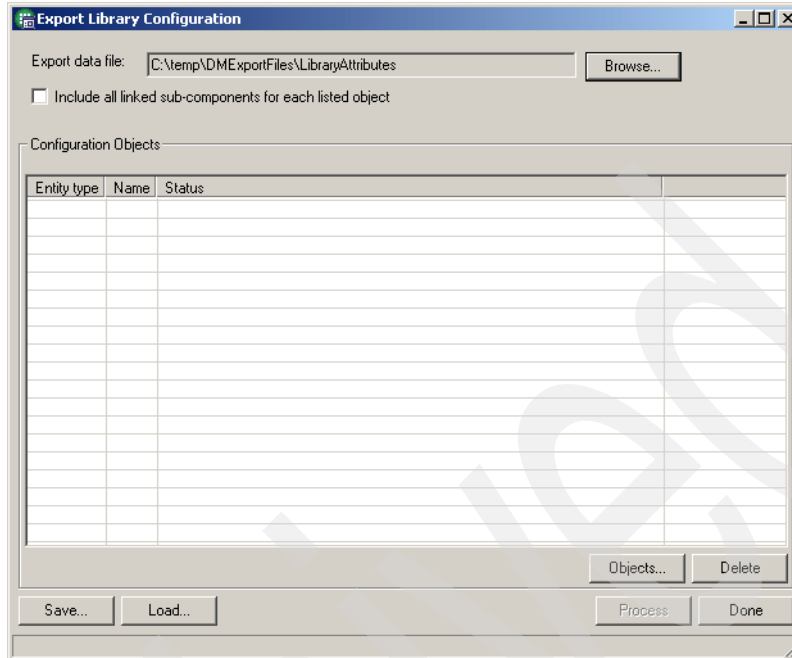 Export Library Configuration
Export data file: C:\temp\DMExportFiles\LibraryAttributes Browse...
Include all linked sub-components for each listed object
Configuration Objects
Entity type Name Status
Objects... Delete
Save... Load... Process Done